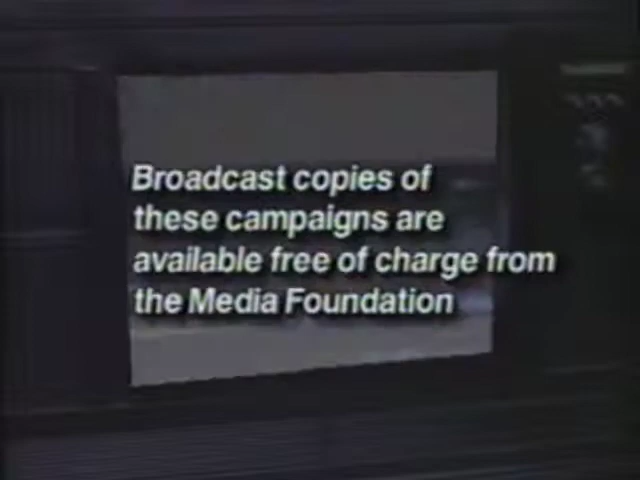 Broadcast copies of
these campaigns are
available free of charge from
the Media Foundation